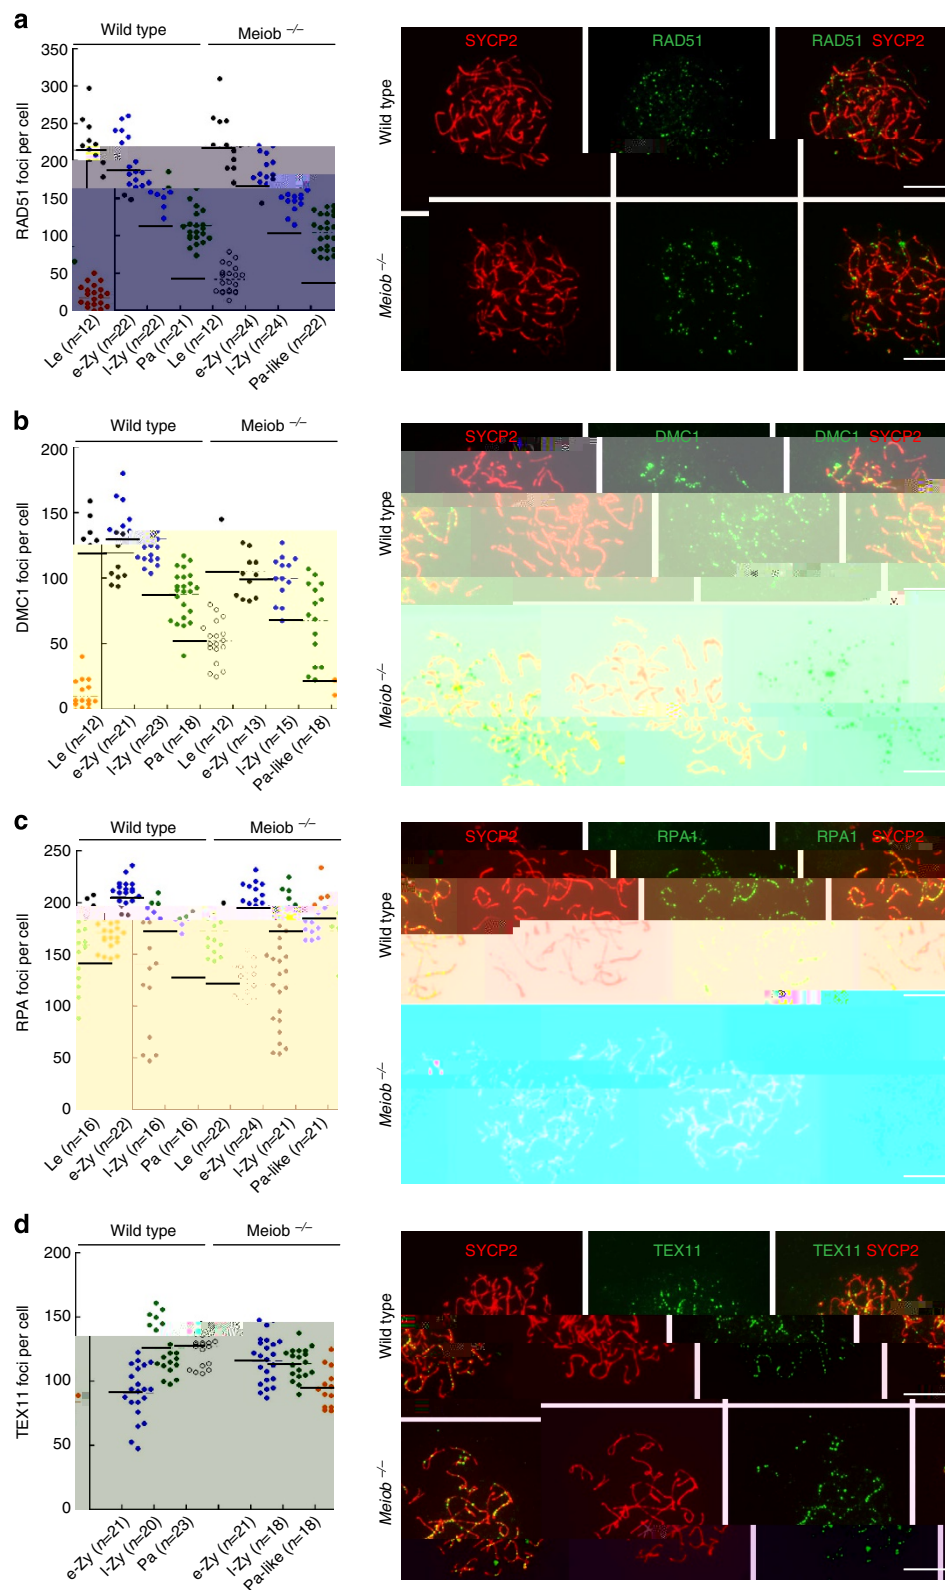 a
Wild type
Meiob –/–
RAD51 foci per cell
350
300
250
200
150
100
50
0
Le (n=12)
e-Zy (n=22)
l-Zy (n=22)
Pa (n=21)
Le (n=12)
e-Zy (n=24)
l-Zy (n=24)
Pa-like (n=22)
SYCP2
RAD51
RAD51 SYCP2
Wild type
Meiob –/–
b
Wild type
Meiob –/–
DMC1 foci per cell
200
150
100
50
0
Le (n=12)
e-Zy (n=21)
l-Zy (n=23)
Pa (n=18)
Le (n=12)
e-Zy (n=13)
l-Zy (n=15)
Pa-like (n=18)
SYCP2
DMC1
DMC1 SYCP2
Wild type
Meiob –/–
c
Wild type
Meiob –/–
RPA foci per cell
250
200
150
100
50
0
Le (n=16)
e-Zy (n=22)
l-Zy (n=16)
Pa (n=16)
Le (n=22)
e-Zy (n=24)
l-Zy (n=21)
Pa-like (n=21)
SYCP2
RPA1
RPA1 SYCP2
Wild type
Meiob –/–
d
Wild type
Meiob –/–
TEX11 foci per cell
200
150
100
50
0
e-Zy (n=21)
l-Zy (n=20)
Pa (n=23)
e-Zy (n=21)
l-Zy (n=18)
Pa-like (n=18)
SYCP2
TEX11
TEX11 SYCP2
Wild type
Meiob –/–